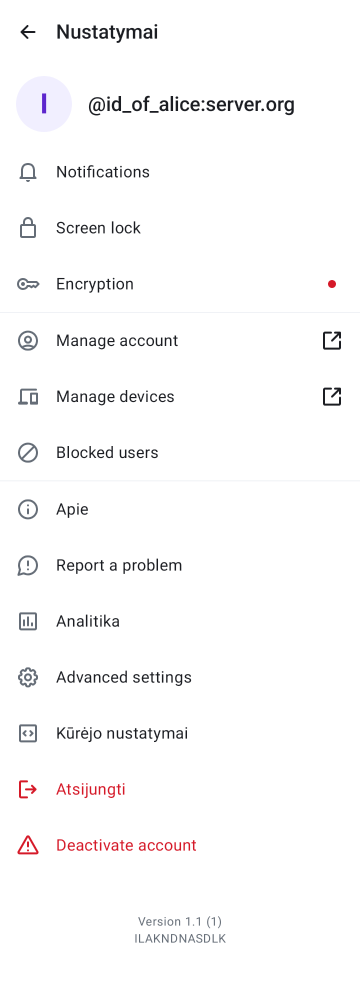 Nustatymai
I
@id_of_alice:server.org
Notifications
Screen lock
Encryption
Manage account
Manage devices
Blocked users
Apie
Report a problem
Analitika
Advanced settings
Kūrėjo nustatymai
Atsijungti
Deactivate account
Version 1.1 (1)
ILAKNDNASDLK